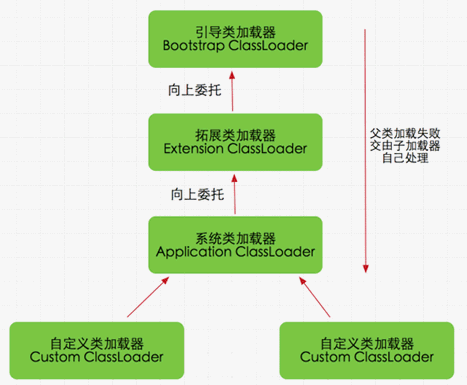 引导类加载器
Bootstrap ClassLoader
向上委托
拓展类加载器
Extension ClassLoader
父类加载失败
交由子加载器
自己处理
向上委托
系统类加载器
Application ClassLoader
自定义类加载器
Custom ClassLoader
自定义类加载器
Custom ClassLoader